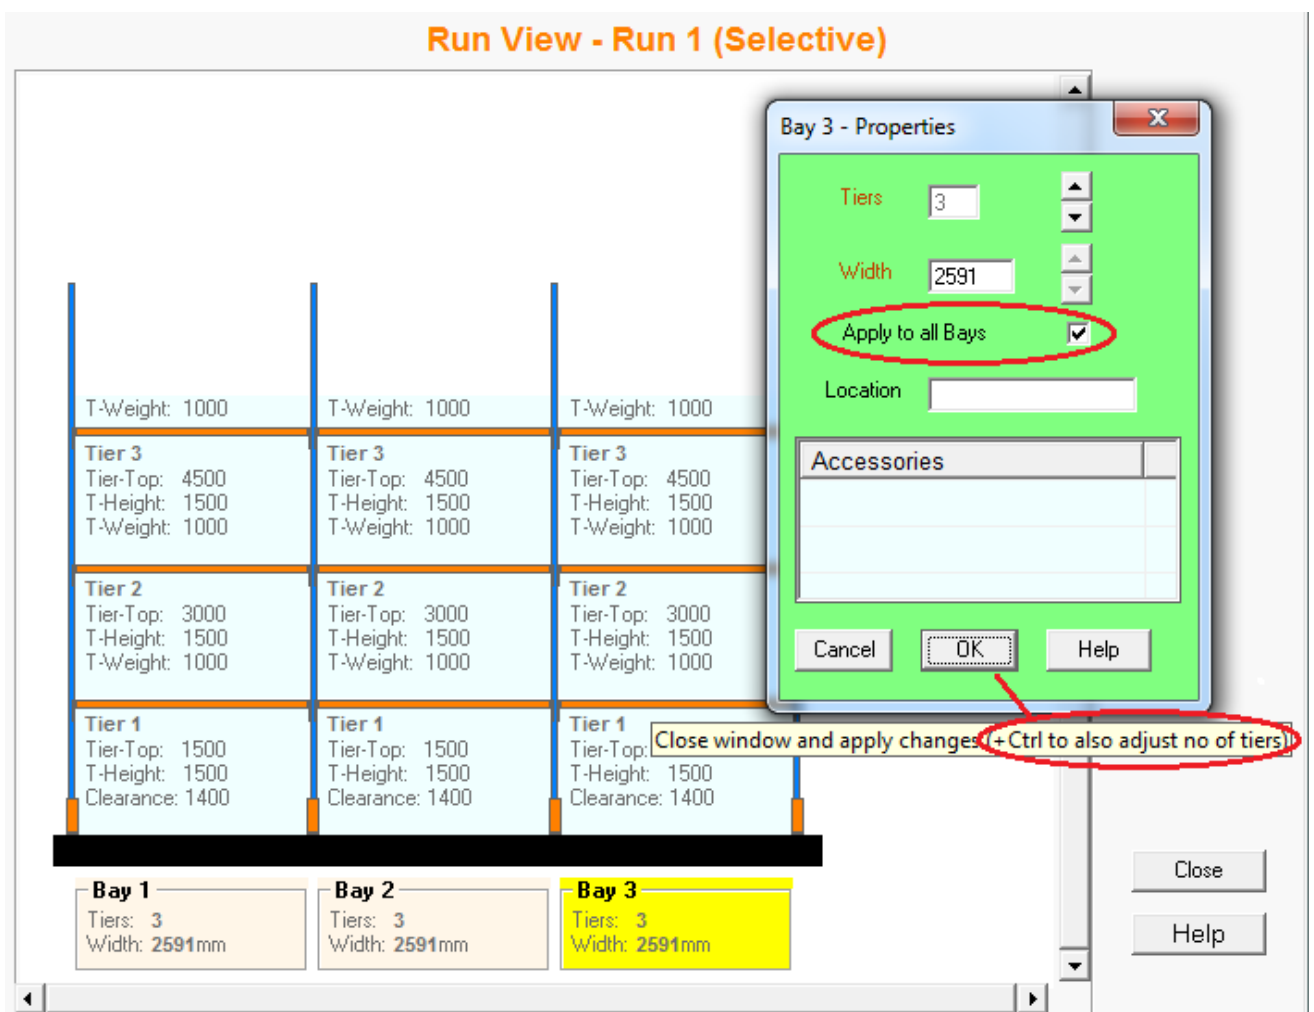 Run View - Run 1 (Selective)
Bay 3 - Properties
Tiers 3
Width 2591
Apply to all Bays
Location
Accessories
Cancel OK Help
Close window and apply changes (+Ctrl to also adjust no of tiers)
T-Weight: 1000
Tier 3
Tier-Top: 4500
T-Height: 1500
T-Weight: 1000
Tier 2
Tier-Top: 3000
T-Height: 1500
T-Weight: 1000
Tier 1
Tier-Top: 1500
T-Height: 1500
Clearance: 1400
Bay 1
Tiers: 3
Width: 2591mm
T-Weight: 1000
Tier 3
Tier-Top: 4500
T-Height: 1500
T-Weight: 1000
Tier 2
Tier-Top: 3000
T-Height: 1500
T-Weight: 1000
Tier 1
Tier-Top: 1500
T-Height: 1500
Clearance: 1400
Bay 2
Tiers: 3
Width: 2591mm
T-Weight: 1000
Tier 3
Tier-Top: 4500
T-Height: 1500
T-Weight: 1000
Tier 2
Tier-Top: 3000
T-Height: 1500
T-Weight: 1000
Tier 1
Tier-Top:
T-Height: 1500
Clearance: 1400
Bay 3
Tiers: 3
Width: 2591mm
Close
Help